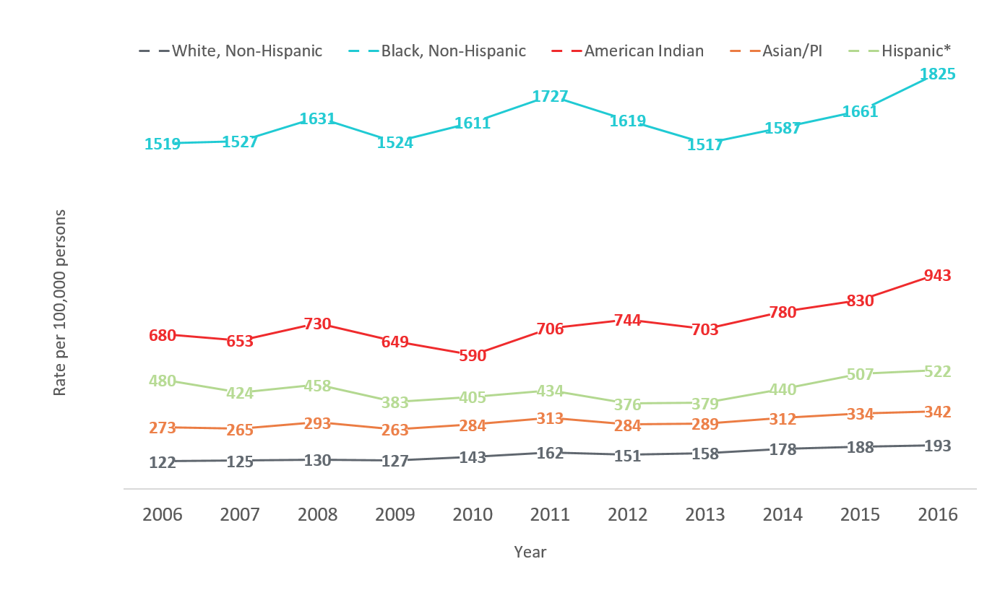 White, Non-Hispanic Black, Non-Hispanic American Indian Asian/PI Hispanic*
1519 1527 1631 1524 1611 1727 1619 1517 1587 1661 1825
680 653 730 649 590 706 744 703 780 830 943
480 424 458 383 405 434 376 379 440 507 522
273 265 293 263 284 313 284 289 312 334 342
122 125 130 127 143 162 151 158 178 188 193
Rate per 100,000 persons
2006 2007 2008 2009 2010 2011 2012 2013 2014 2015 2016
Year